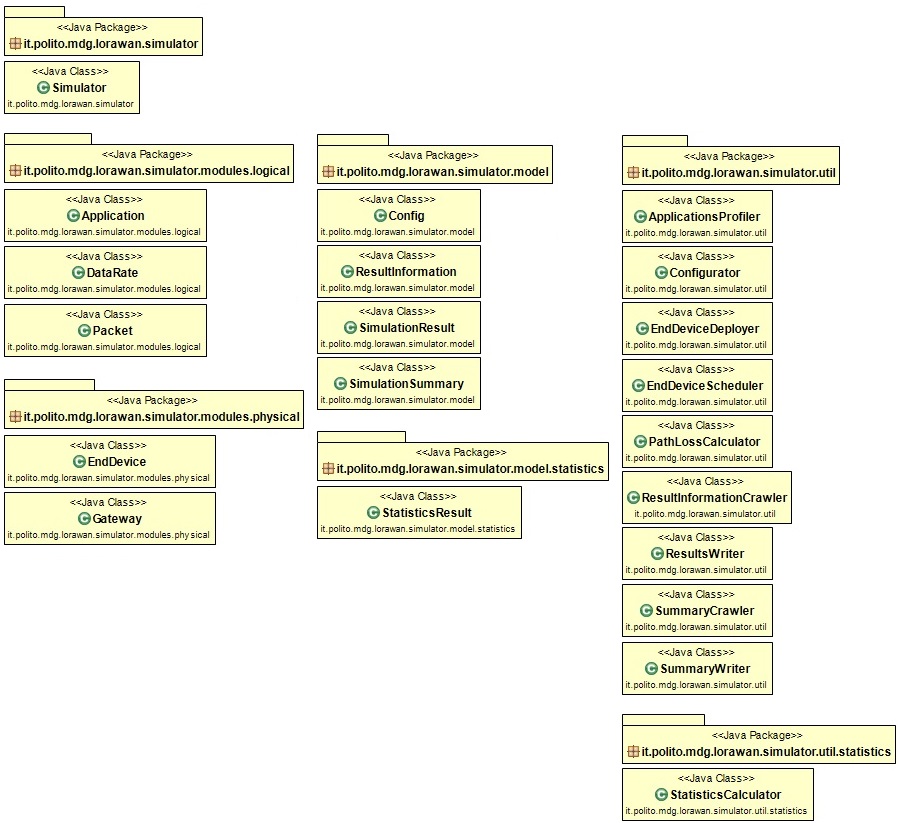 <<Java Package>>
it.polito.mdg.lorawan.simulator
<<Java Class>>
Simulator
it.polito.mdg.lorawan.simulator
<<Java Package>>
it.polito.mdg.lorawan.simulator.modules.logical
<<Java Class>>
Application
it.polito.mdg.lorawan.simulator.modules.logical
<<Java Class>>
DataRate
it.polito.mdg.lorawan.simulator.modules.logical
<<Java Class>>
Packet
it.polito.mdg.lorawan.simulator.modules.logical
<<Java Package>>
it.polito.mdg.lorawan.simulator.modules.physical
<<Java Class>>
EndDevice
it.polito.mdg.lorawan.simulator.modules.physical
<<Java Class>>
Gateway
it.polito.mdg.lorawan.simulator.modules.physical
<<Java Package>>
it.polito.mdg.lorawan.simulator.model
<<Java Class>>
Config
it.polito.mdg.lorawan.simulator.model
<<Java Class>>
ResultInformation
it.polito.mdg.lorawan.simulator.model
<<Java Class>>
SimulationResult
it.polito.mdg.lorawan.simulator.model
<<Java Class>>
SimulationSummary
it.polito.mdg.lorawan.simulator.model
<<Java Package>>
it.polito.mdg.lorawan.simulator.model.statistics
<<Java Class>>
StatisticsResult
it.polito.mdg.lorawan.simulator.model.statistics
<<Java Package>>
it.polito.mdg.lorawan.simulator.util
<<Java Class>>
ApplicationsProfiler
it.polito.mdg.lorawan.simulator.util
<<Java Class>>
Configurator
it.polito.mdg.lorawan.simulator.util
<<Java Class>>
EndDeviceDeployer
it.polito.mdg.lorawan.simulator.util
<<Java Class>>
EndDeviceScheduler
it.polito.mdg.lorawan.simulator.util
<<Java Class>>
PathLossCalculator
it.polito.mdg.lorawan.simulator.util
<<Java Class>>
ResultInformationCrawler
it.polito.mdg.lorawan.simulator.util
<<Java Class>>
ResultsWriter
it.polito.mdg.lorawan.simulator.util
<<Java Class>>
SummaryCrawler
it.polito.mdg.lorawan.simulator.util
<<Java Class>>
SummaryWriter
it.polito.mdg.lorawan.simulator.util
<<Java Package>>
it.polito.mdg.lorawan.simulator.util.statistics
<<Java Class>>
StatisticsCalculator
it.polito.mdg.lorawan.simulator.util.statistics